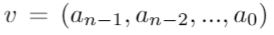 v = (a_{n-1}, a_{n-2}, ..., a_0)